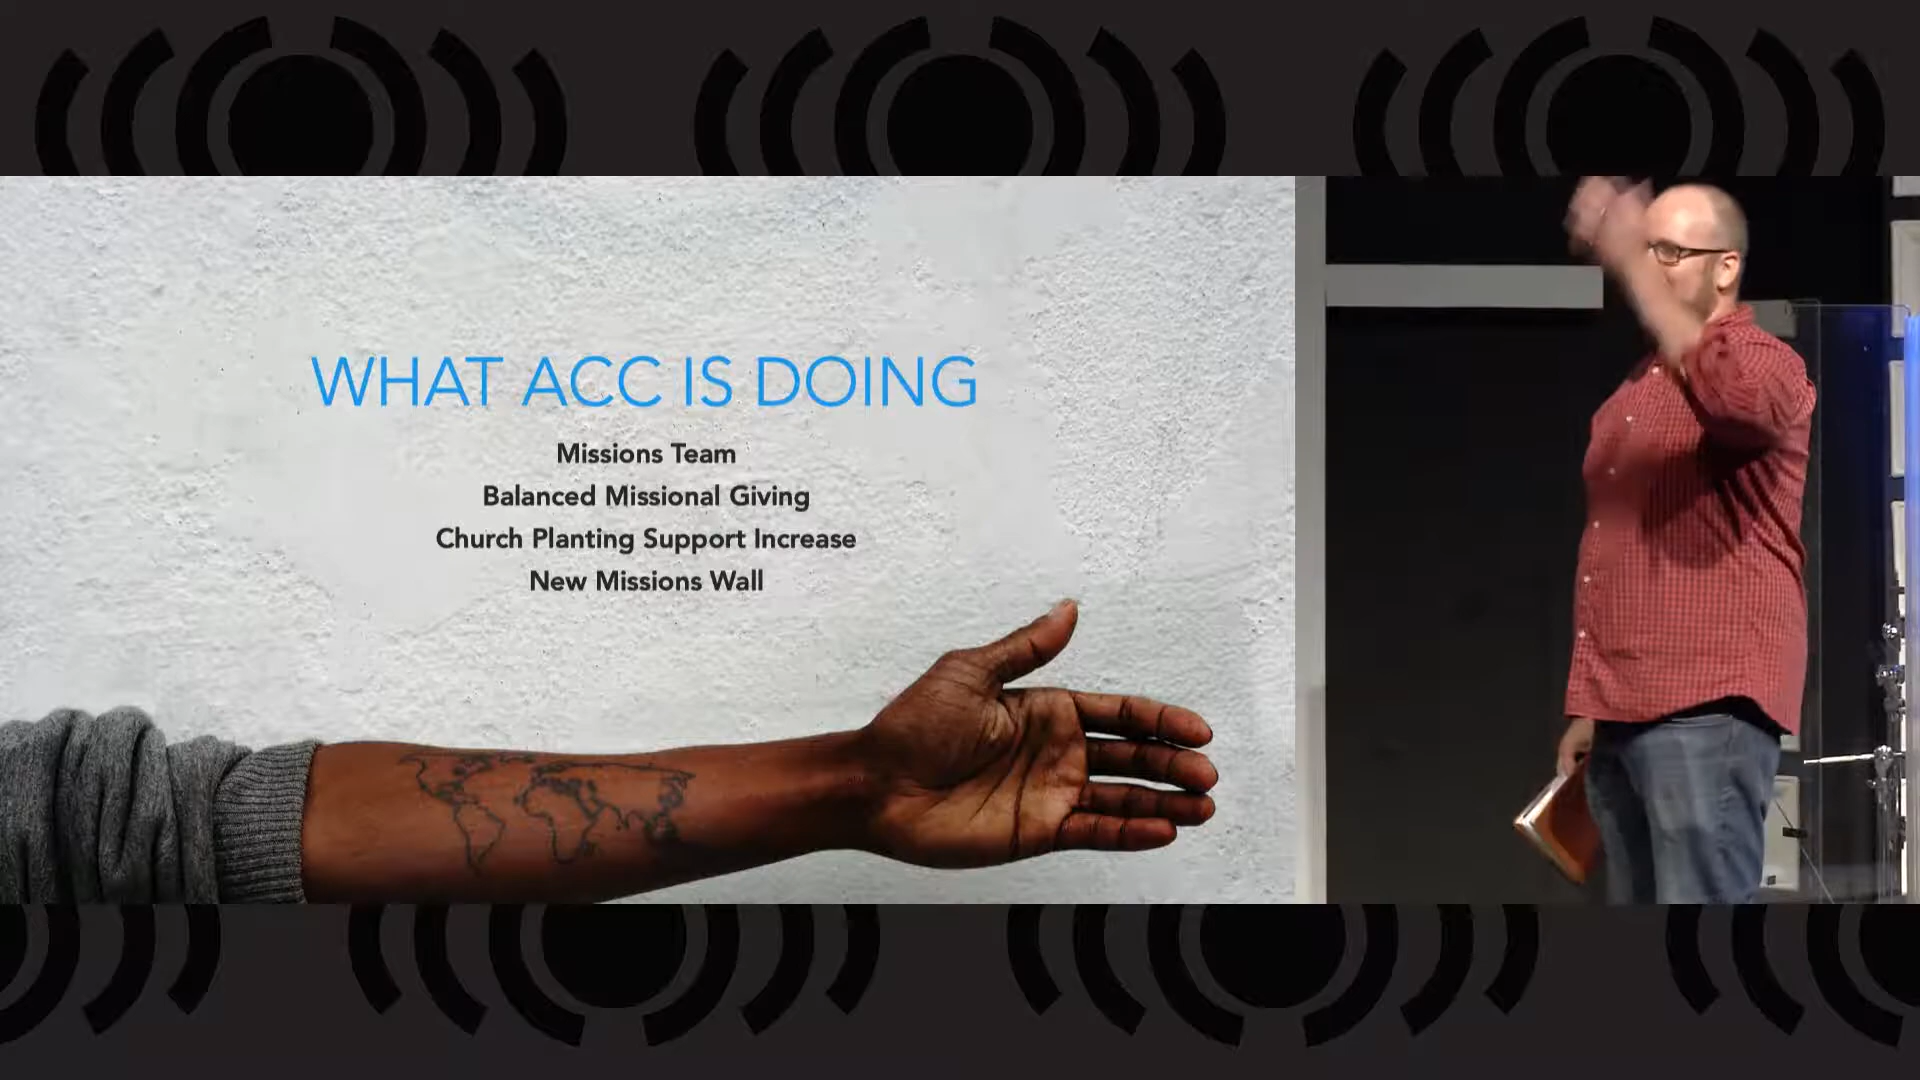 WHAT ACC IS DOING
Missions Team
Balanced Missional Giving
Church Planting Support Increase
New Missions Wall